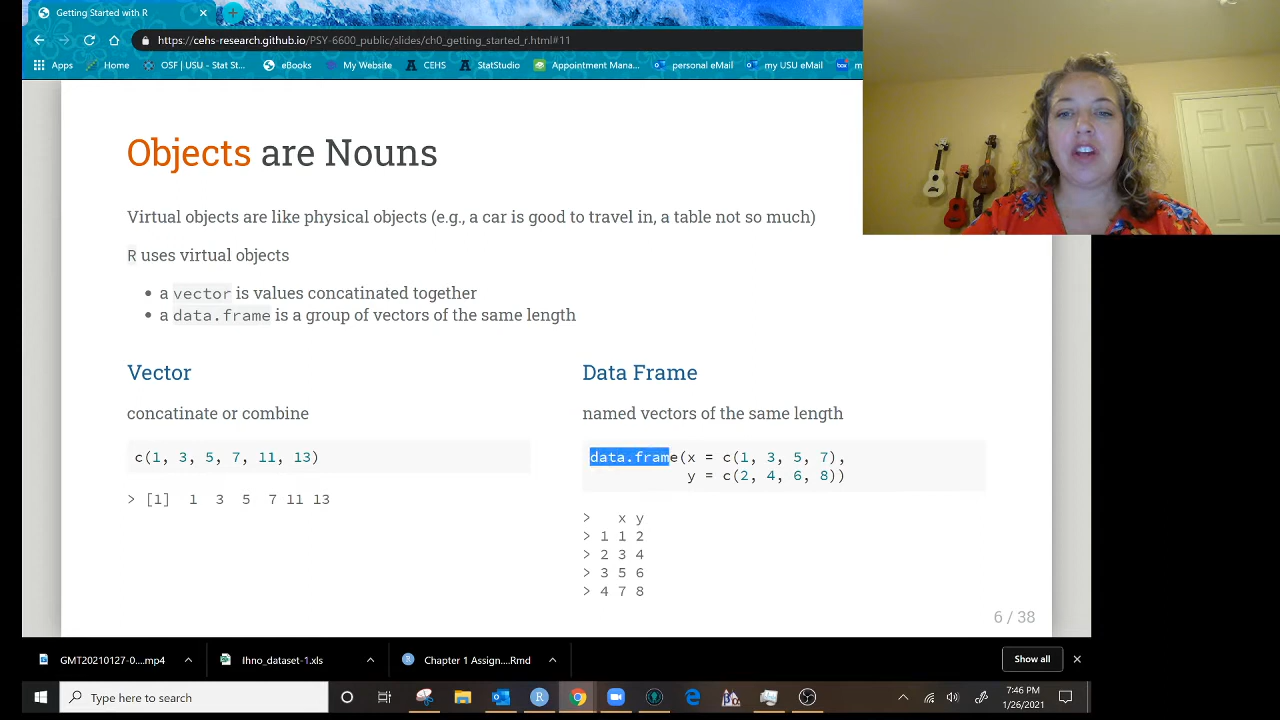 Getting Started with R
https://cehs-research.github.io/PSY-6600_public/slides/ch0_getting_started_r.html#11
Apps Home OSF | USU - Stat St... eBooks My Website CEHS StatStudio Appointment Mana... personal eMail my USU eMail
Objects are Nouns
Virtual objects are like physical objects (e.g., a car is good to travel in, a table not so much)
R uses virtual objects
• a vector is values concatinated together
• a data.frame is a group of vectors of the same length
Vector
concatinate or combine
c(1, 3, 5, 7, 11, 13)
> [1] 1 3 5 7 11 13
Data Frame
named vectors of the same length
data.frame(x = c(1, 3, 5, 7),
y = c(2, 4, 6, 8))
> x y
> 1 1 2
> 2 3 4
> 3 5 6
> 4 7 8
6 / 38
GMT20210127-0....mp4 Ihno_dataset-1.xls Chapter 1 Assign....Rmd Show all
Type here to search
7:46 PM
1/26/2021